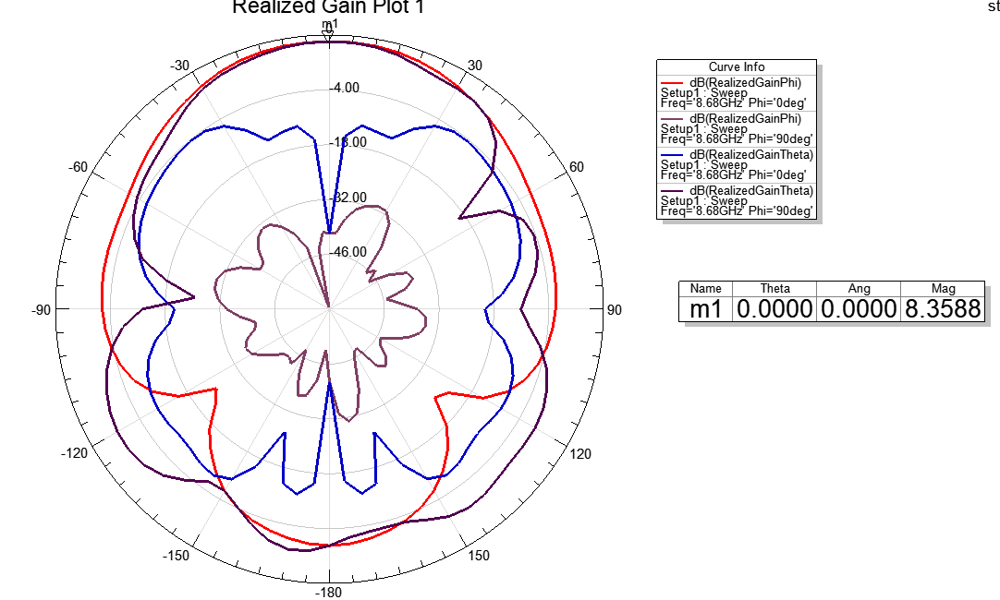 Realized Gain Plot 1
st
m1
0
-30
30
-4.00
-60
60
-18.00
-32.00
-46.00
-90
90
-120
120
-150
150
-180
Curve Info
dB(RealizedGainPhi)
Setup1 : Sweep
Freq='8.68GHz' Phi='0deg'
dB(RealizedGainPhi)
Setup1 : Sweep
Freq='8.68GHz' Phi='90deg'
dB(RealizedGainTheta)
Setup1 : Sweep
Freq='8.68GHz' Phi='0deg'
dB(RealizedGainTheta)
Setup1 : Sweep
Freq='8.68GHz' Phi='90deg'
Name Theta Ang Mag
m1 0.0000 0.0000 8.3588